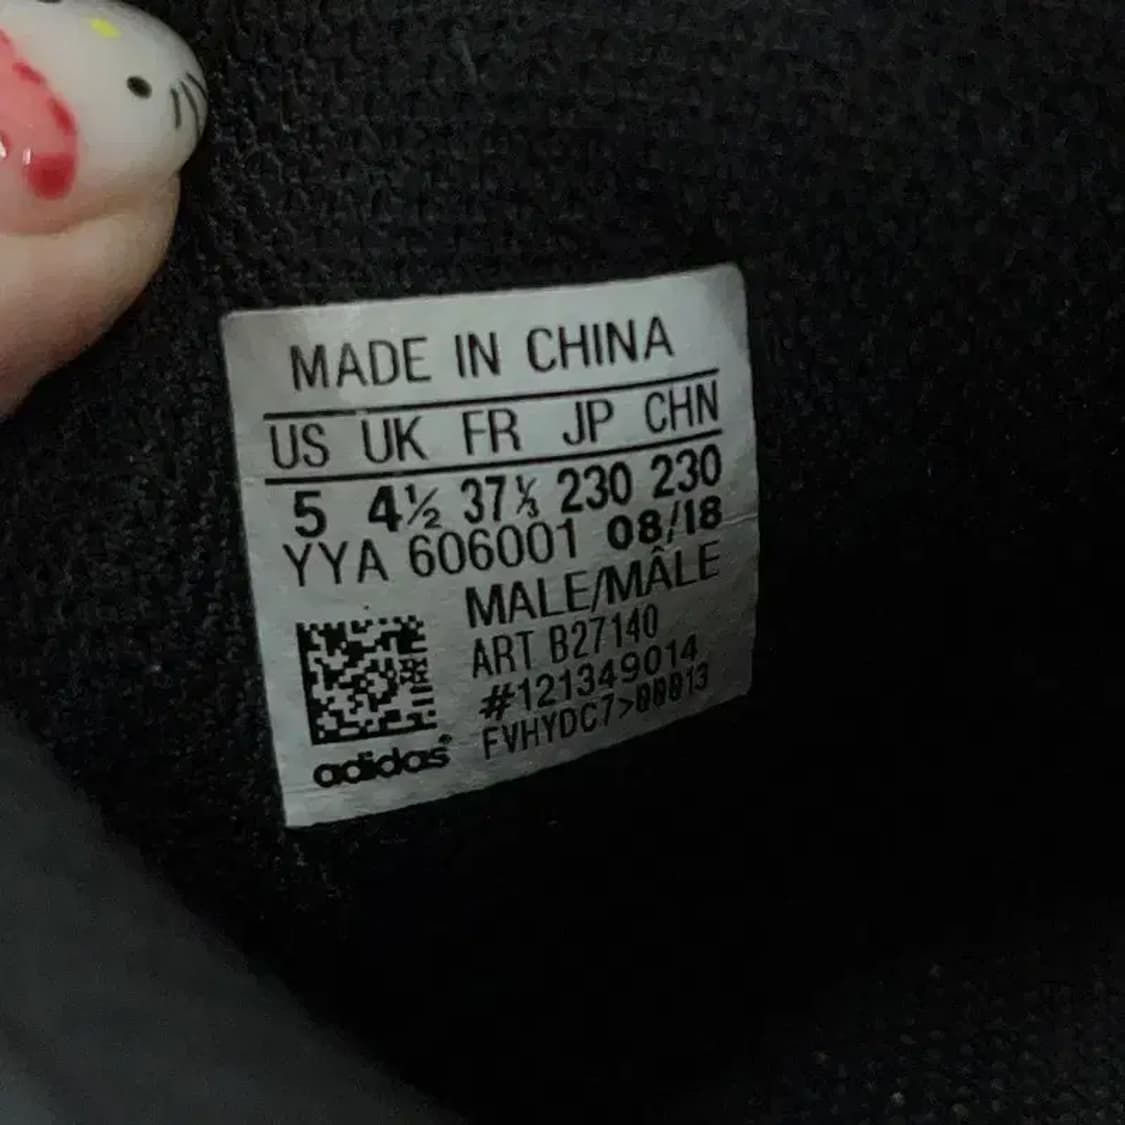 MADE IN CHINA
US UK FR JP CHN
5 4½ 37⅓ 230 230
YYA 606001 08/18
MALE/MÂLE
ART B27140
#121349014
FVHYDC7>00013
adidas®